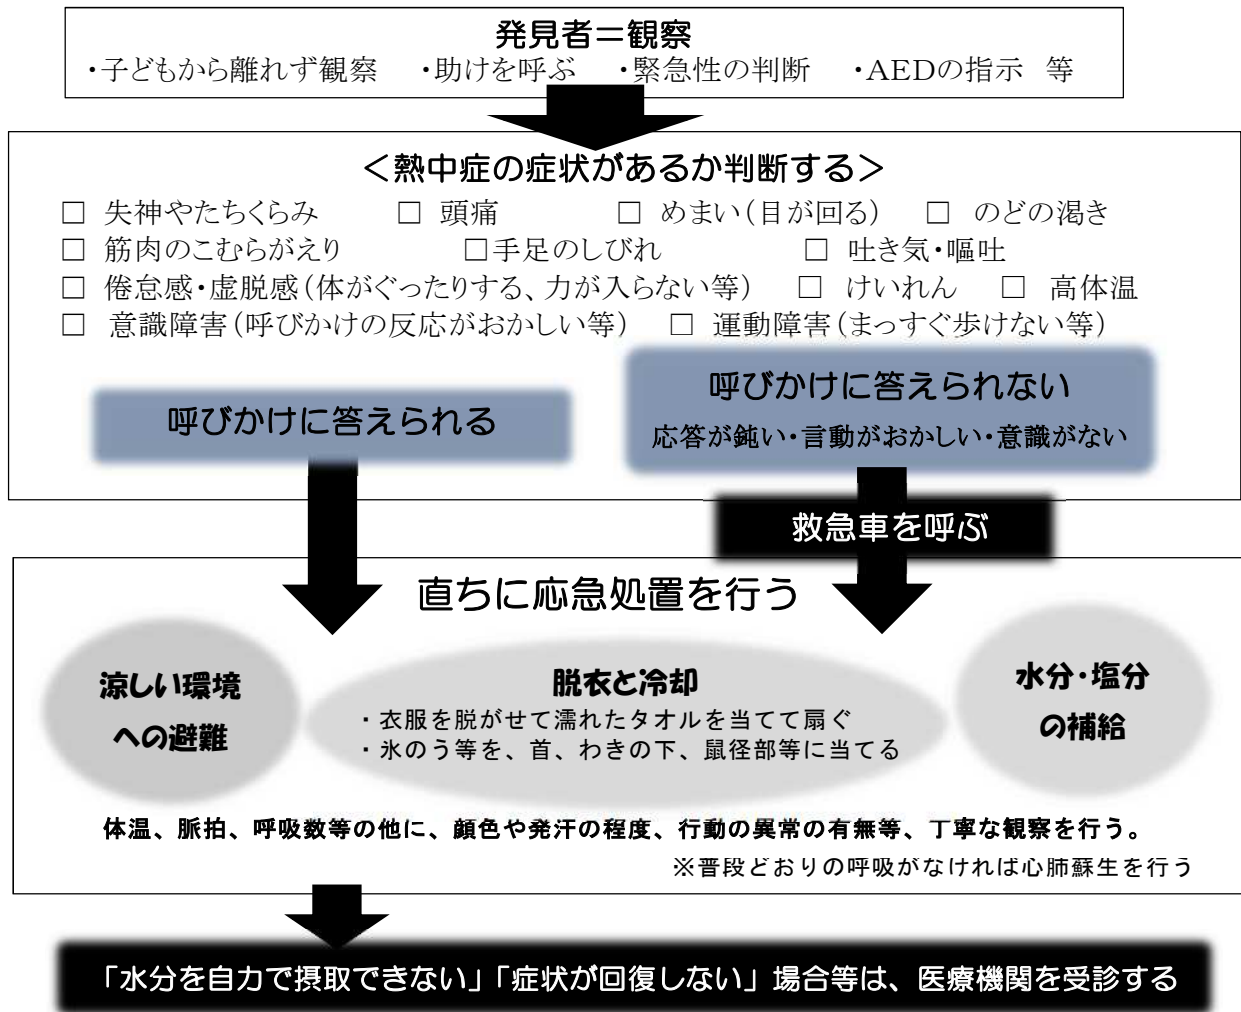 発見者＝観察
・子どもから離れず観察　・助けを呼ぶ　・緊急性の判断　・AEDの指示　等
＜熱中症の症状があるか判断する＞
□ 失神やたちくらみ　□ 頭痛　□ めまい（目が回る）　□ のどの渇き
□ 筋肉のこむらがえり　□手足のしびれ　□ 吐き気・嘔吐
□ 倦怠感・虚脱感（体がぐったりする、力が入らない等）　□ けいれん　□ 高体温
□ 意識障害（呼びかけの反応がおかしい等）　□ 運動障害（まっすぐ歩けない等）
呼びかけに答えられる
呼びかけに答えられない
応答が鈍い・言動がおかしい・意識がない
救急車を呼ぶ
直ちに応急処置を行う
涼しい環境
への避難
脱衣と冷却
・衣服を脱がせて濡れたタオルを当てて扇ぐ
・氷のう等を、首、わきの下、鼠径部等に当てる
水分・塩分
の補給
体温、脈拍、呼吸数等の他に、顔色や発汗の程度、行動の異常の有無等、丁寧な観察を行う。
※普段どおりの呼吸がなければ心肺蘇生を行う
「水分を自力で摂取できない」「症状が回復しない」場合等は、医療機関を受診する